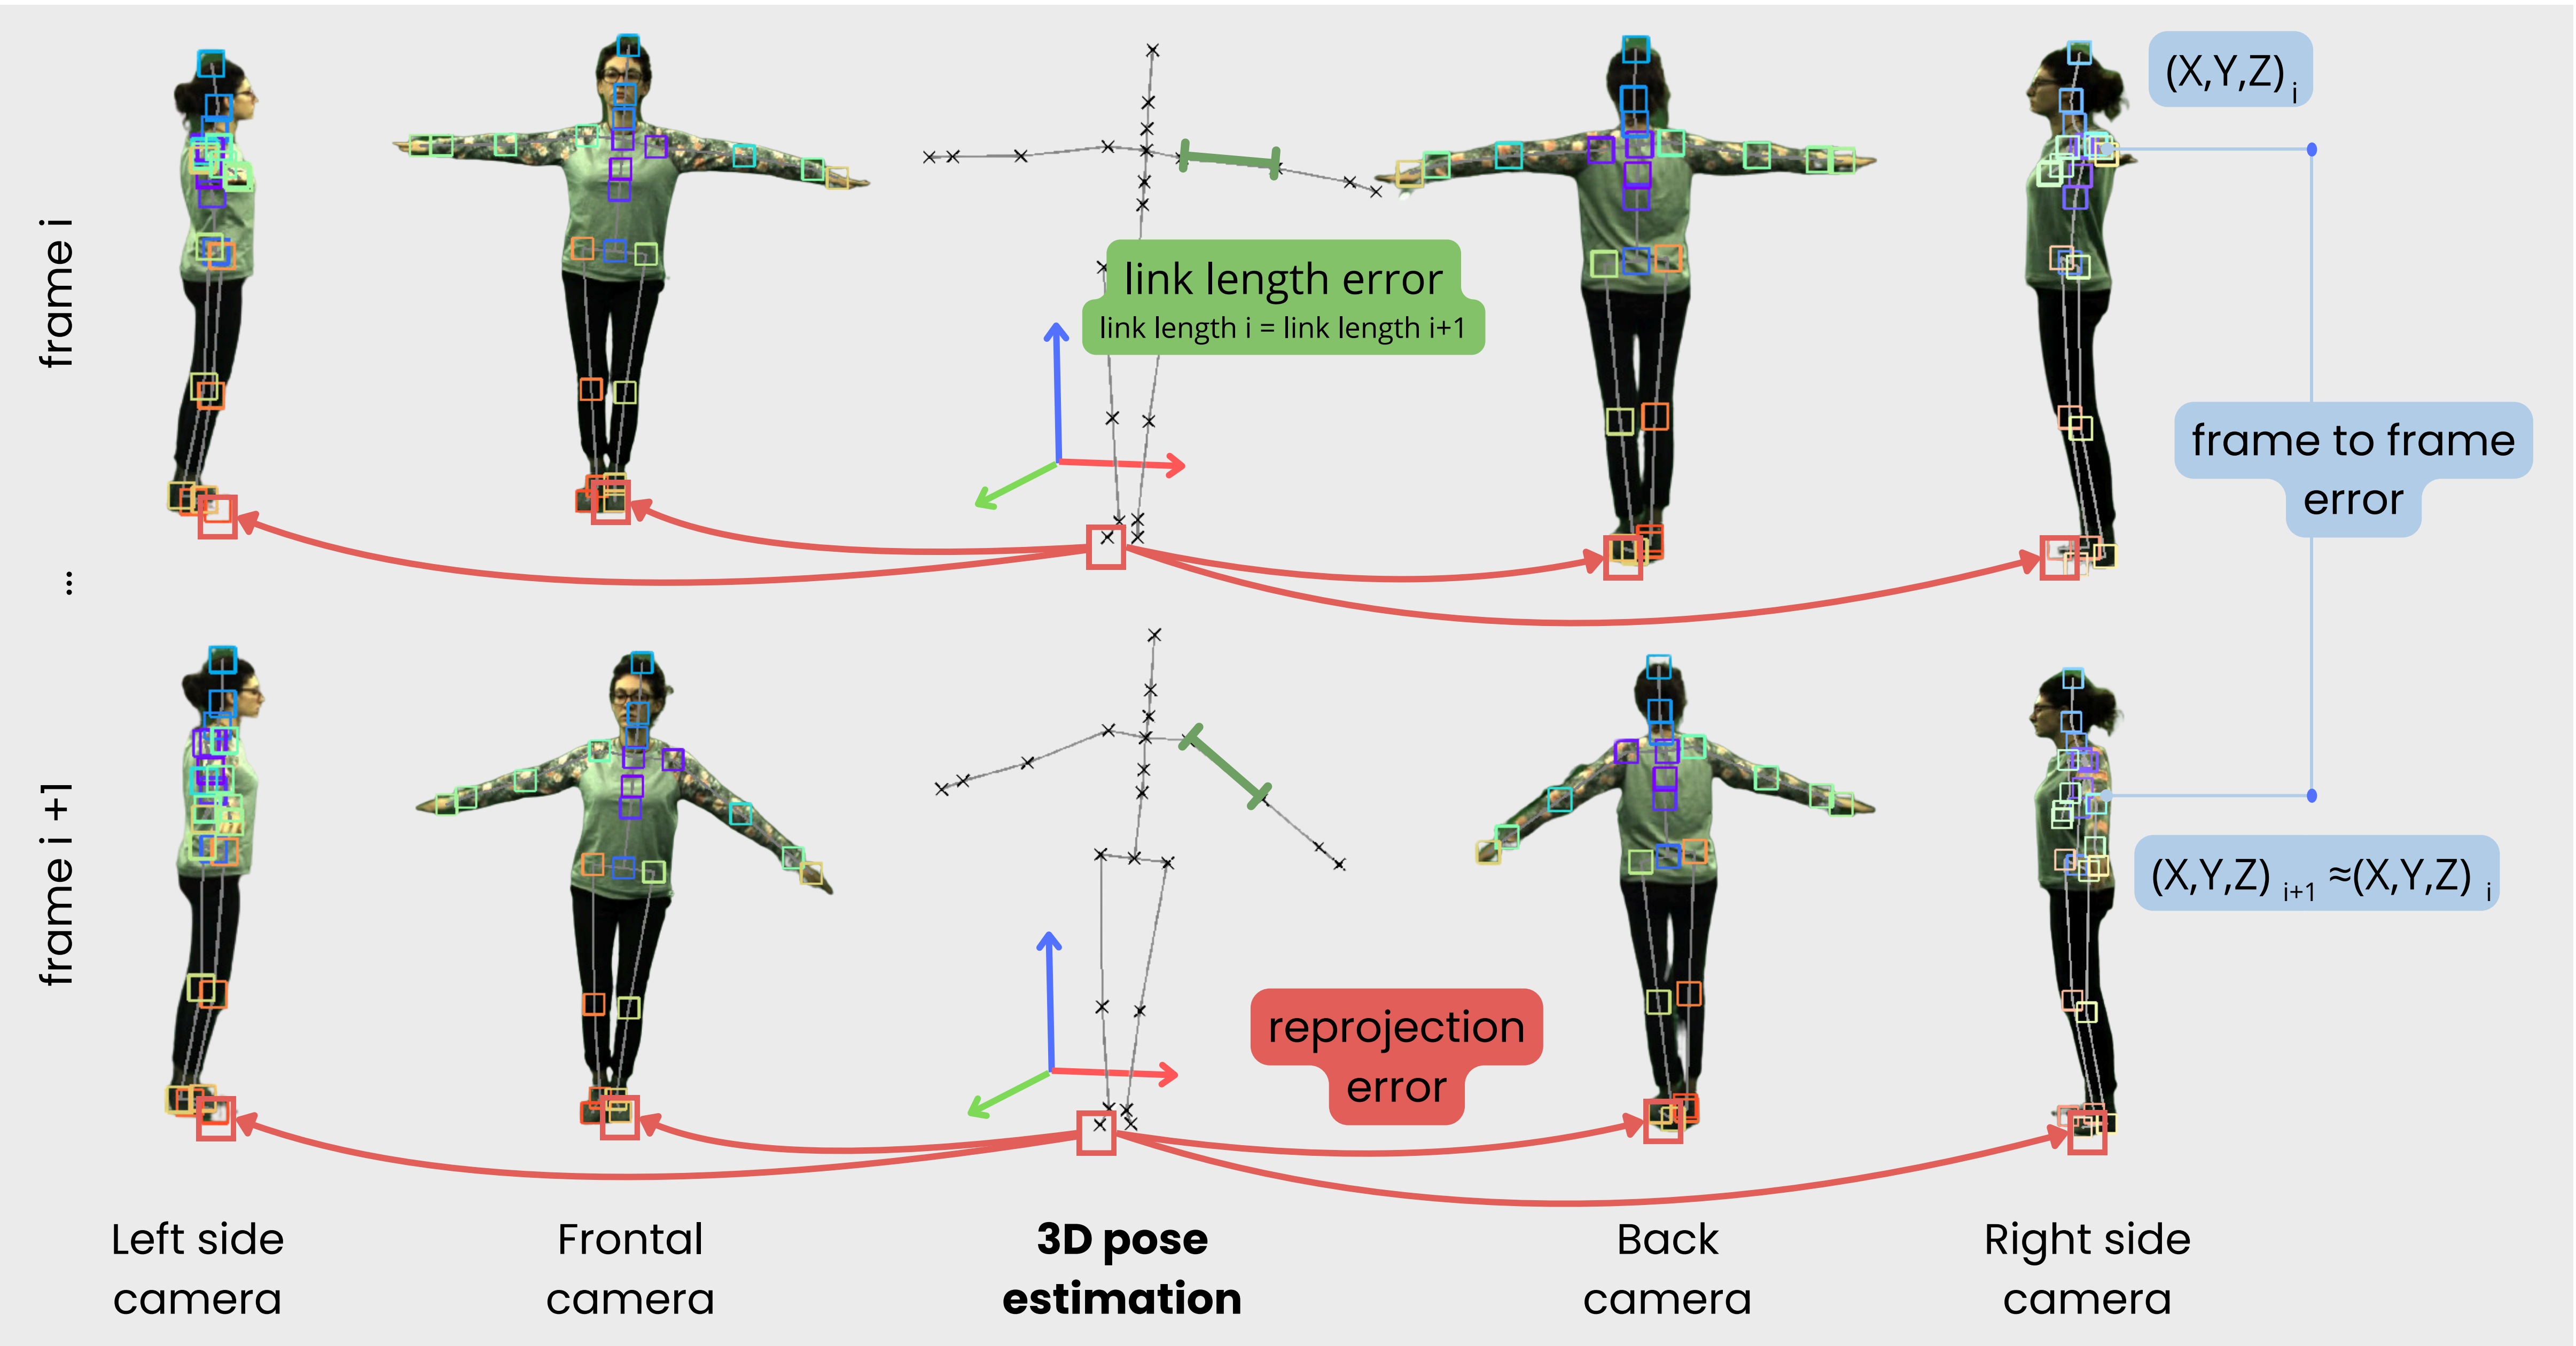 (X,Y,Z) i
frame i
link length error
link length i = link length i+1
frame to frame
error
...
frame i +1
(X,Y,Z) i+1 ≈(X,Y,Z) i
reprojection
error
Left side
camera
Frontal
camera
3D pose
estimation
Back
camera
Right side
camera